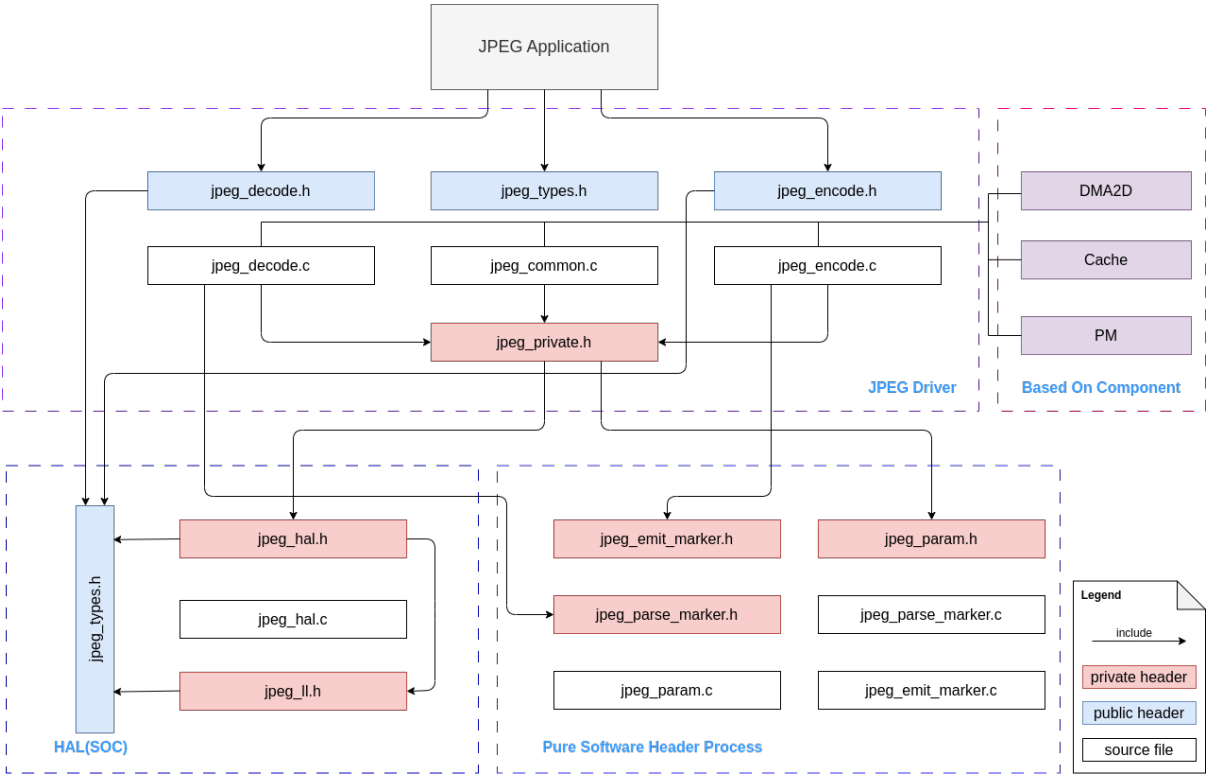 JPEG Application
jpeg_decode.h
jpeg_types.h
jpeg_encode.h
DMA2D
jpeg_decode.c
jpeg_common.c
jpeg_encode.c
Cache
jpeg_private.h
PM
JPEG Driver
Based On Component
jpeg_types.h
jpeg_hal.h
jpeg_hal.c
jpeg_ll.h
HAL(SOC)
jpeg_emit_marker.h
jpeg_param.h
jpeg_parse_marker.h
jpeg_parse_marker.c
jpeg_param.c
jpeg_emit_marker.c
Pure Software Header Process
Legend
include
private header
public header
source file